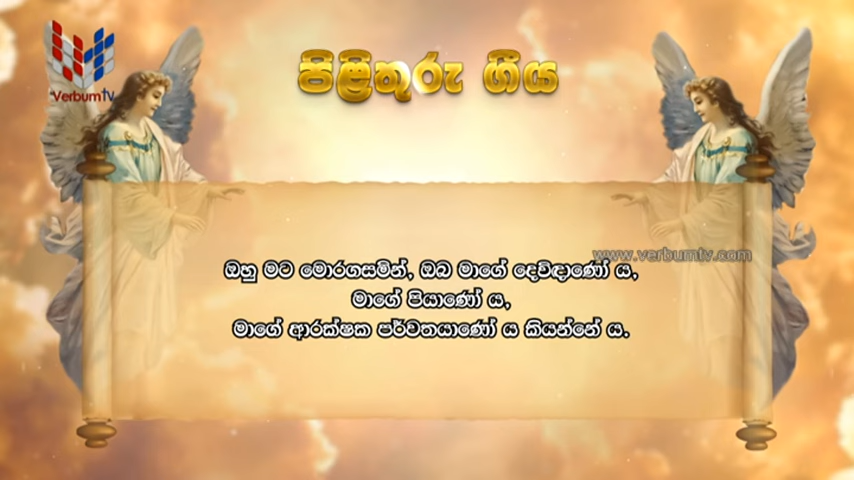 VerbumTV
පිළිතුරු ගීය
www.verbumtv.com
ඔහු මට මොරගසමින්, ඔබ මාගේ දෙවිඳාණෝ ය,
මාගේ පියාණෝ ය,
මාගේ ආරක්ෂක පර්වතයාණෝ ය කියන්නේ ය.